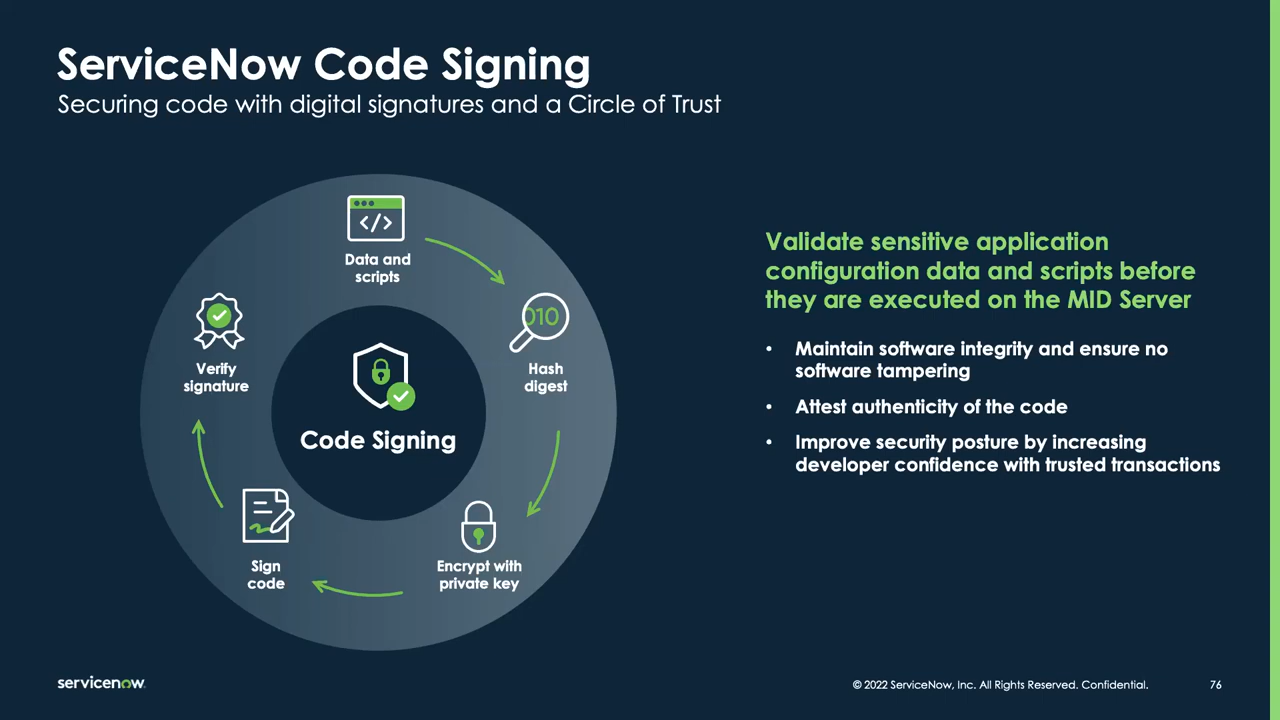 ServiceNow Code Signing
Securing code with digital signatures and a Circle of Trust
Data and
scripts
010
Hash
digest
Encrypt with
private key
Sign
code
Verify
signature
Code Signing
Validate sensitive application
configuration data and scripts before
they are executed on the MID Server
• Maintain software integrity and ensure no
software tampering
• Attest authenticity of the code
• Improve security posture by increasing
developer confidence with trusted transactions
servicenow
© 2022 ServiceNow, Inc. All Rights Reserved. Confidential.
76